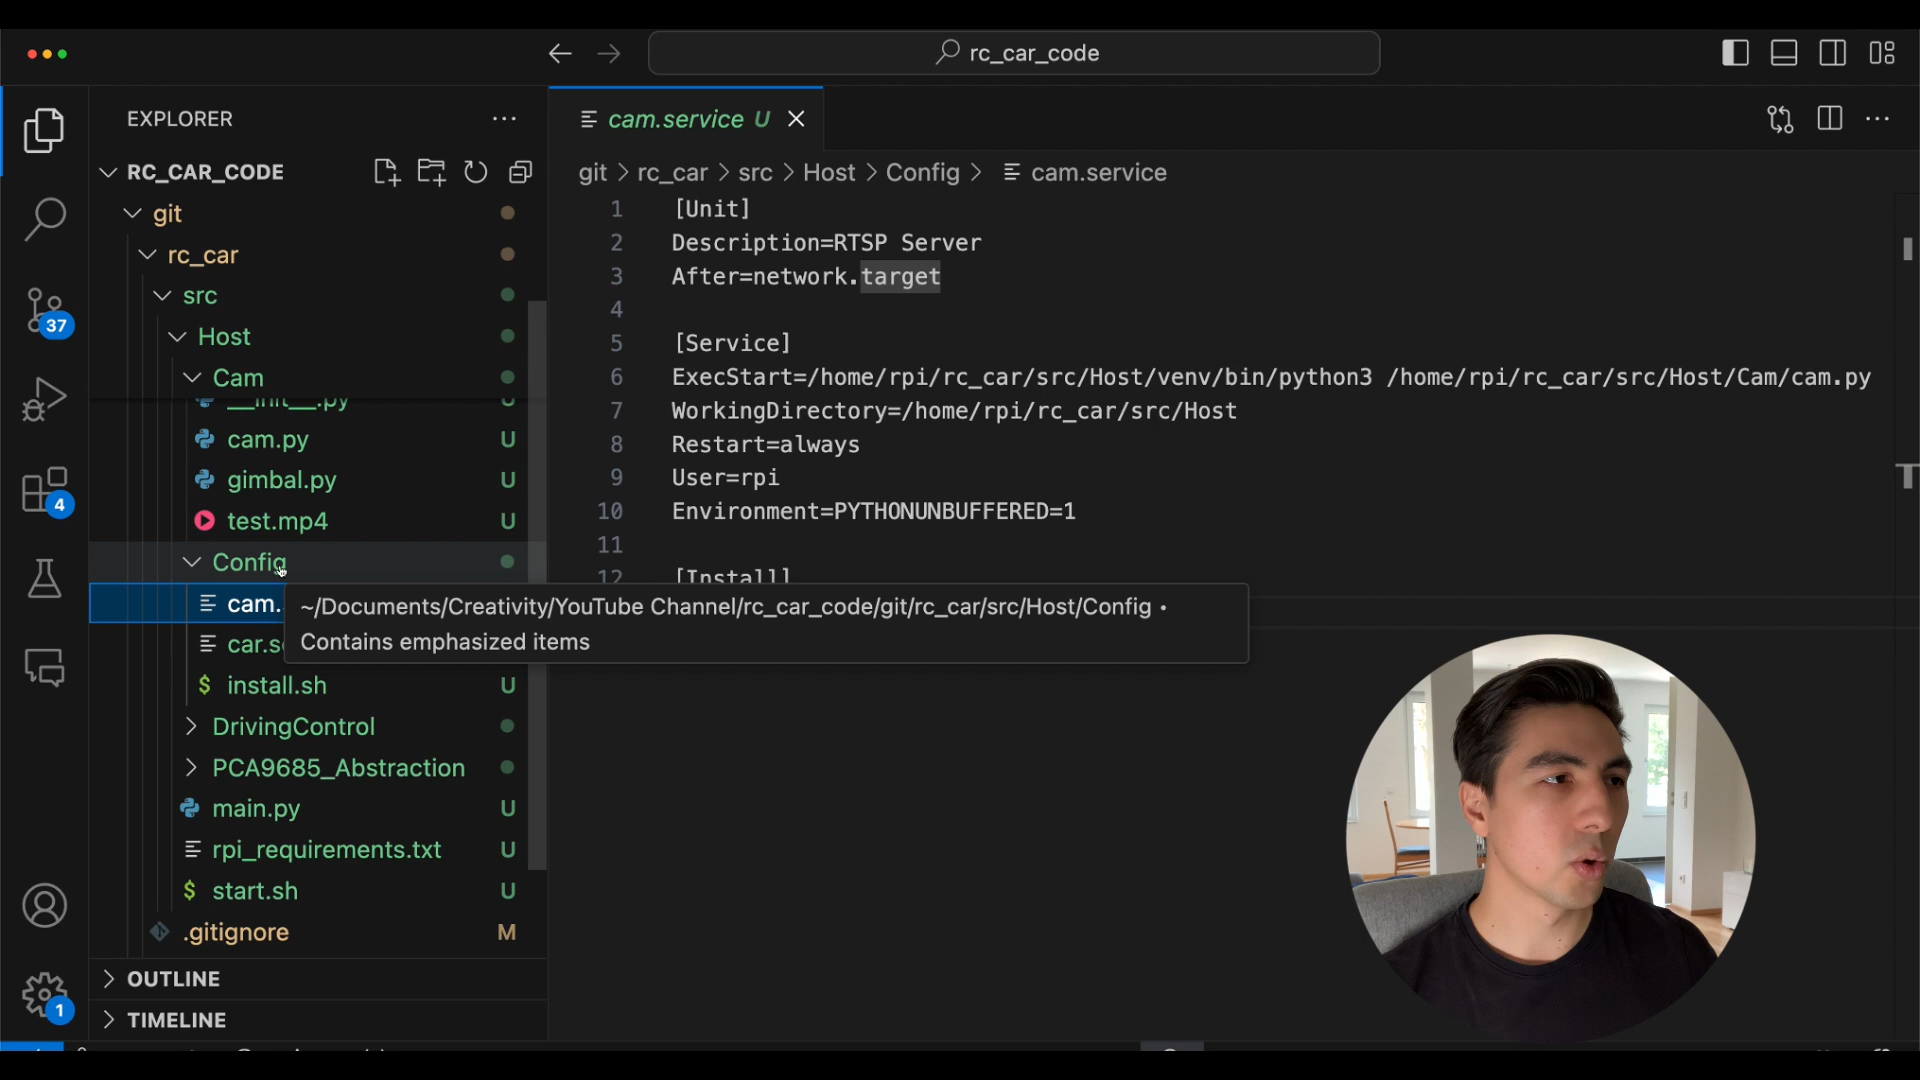 rc_car_code
EXPLORER
cam.service U
RC_CAR_CODE
git > rc_car > src > Host > Config > cam.service
git
rc_car
src
Host
Cam
__init__.py U
cam.py U
gimbal.py U
test.mp4 U
Config
cam.
car.s
install.sh U
DrivingControl
PCA9685_Abstraction
main.py U
rpi_requirements.txt U
start.sh U
.gitignore M
OUTLINE
TIMELINE
37
4
1
1 [Unit]
2 Description=RTSP Server
3 After=network.target
4
5 [Service]
6 ExecStart=/home/rpi/rc_car/src/Host/venv/bin/python3 /home/rpi/rc_car/src/Host/Cam/cam.py
7 WorkingDirectory=/home/rpi/rc_car/src/Host
8 Restart=always
9 User=rpi
10 Environment=PYTHONUNBUFFERED=1
11
12 [Install]
~/Documents/Creativity/YouTube Channel/rc_car_code/git/rc_car/src/Host/Config •
Contains emphasized items